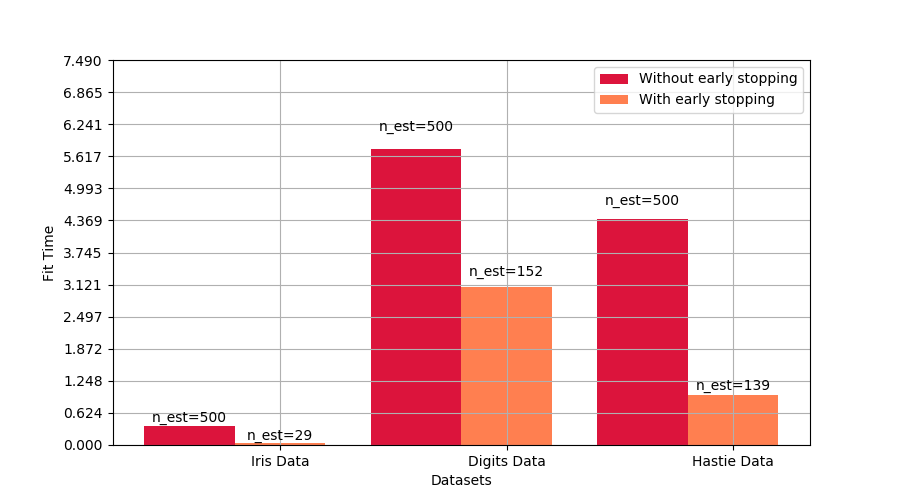 7.490
6.865
6.241
5.617
4.993
4.369
3.745
3.121
2.497
1.872
1.248
0.624
0.000
Fit Time
Without early stopping
With early stopping
n_est=500
n_est=29
n_est=500
n_est=152
n_est=500
n_est=139
Iris Data
Digits Data
Hastie Data
Datasets